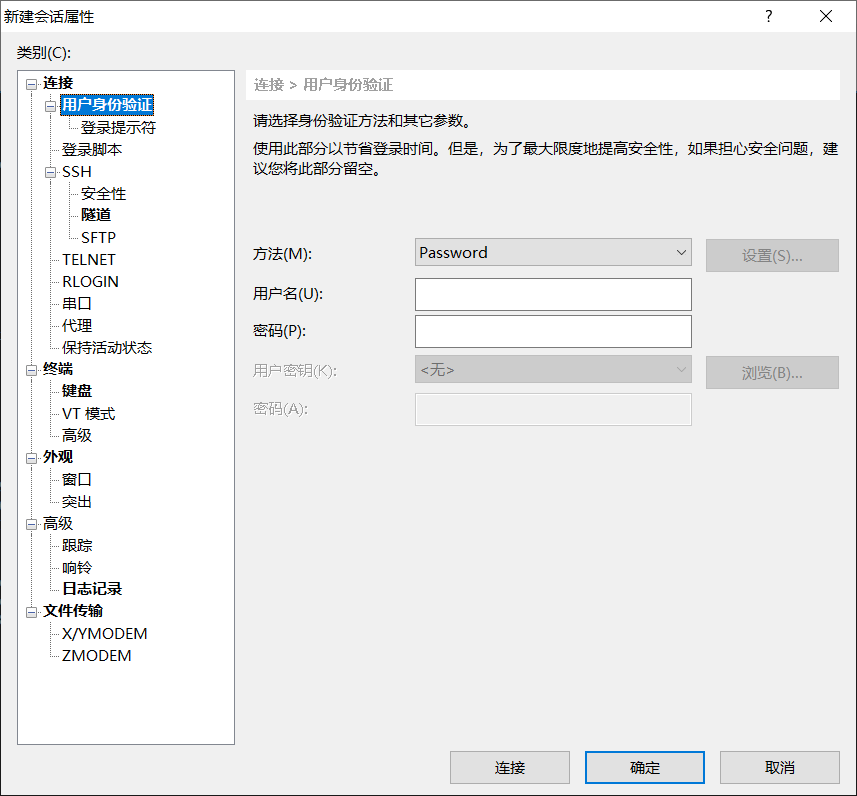 新建会话属性
?
类别(C):
连接
用户身份验证
登录提示符
登录脚本
SSH
安全性
隧道
SFTP
TELNET
RLOGIN
串口
代理
保持活动状态
终端
键盘
VT 模式
高级
外观
窗口
突出
高级
跟踪
响铃
日志记录
文件传输
X/YMODEM
ZMODEM
连接 > 用户身份验证
请选择身份验证方法和其它参数。
使用此部分以节省登录时间。但是，为了最大限度地提高安全性，如果担心安全问题，建
议您将此部分留空。
方法(M): Password 设置(S)...
用户名(U):
密码(P):
用户密钥(K): <无> 浏览(B)...
密码(A):
连接 确定 取消